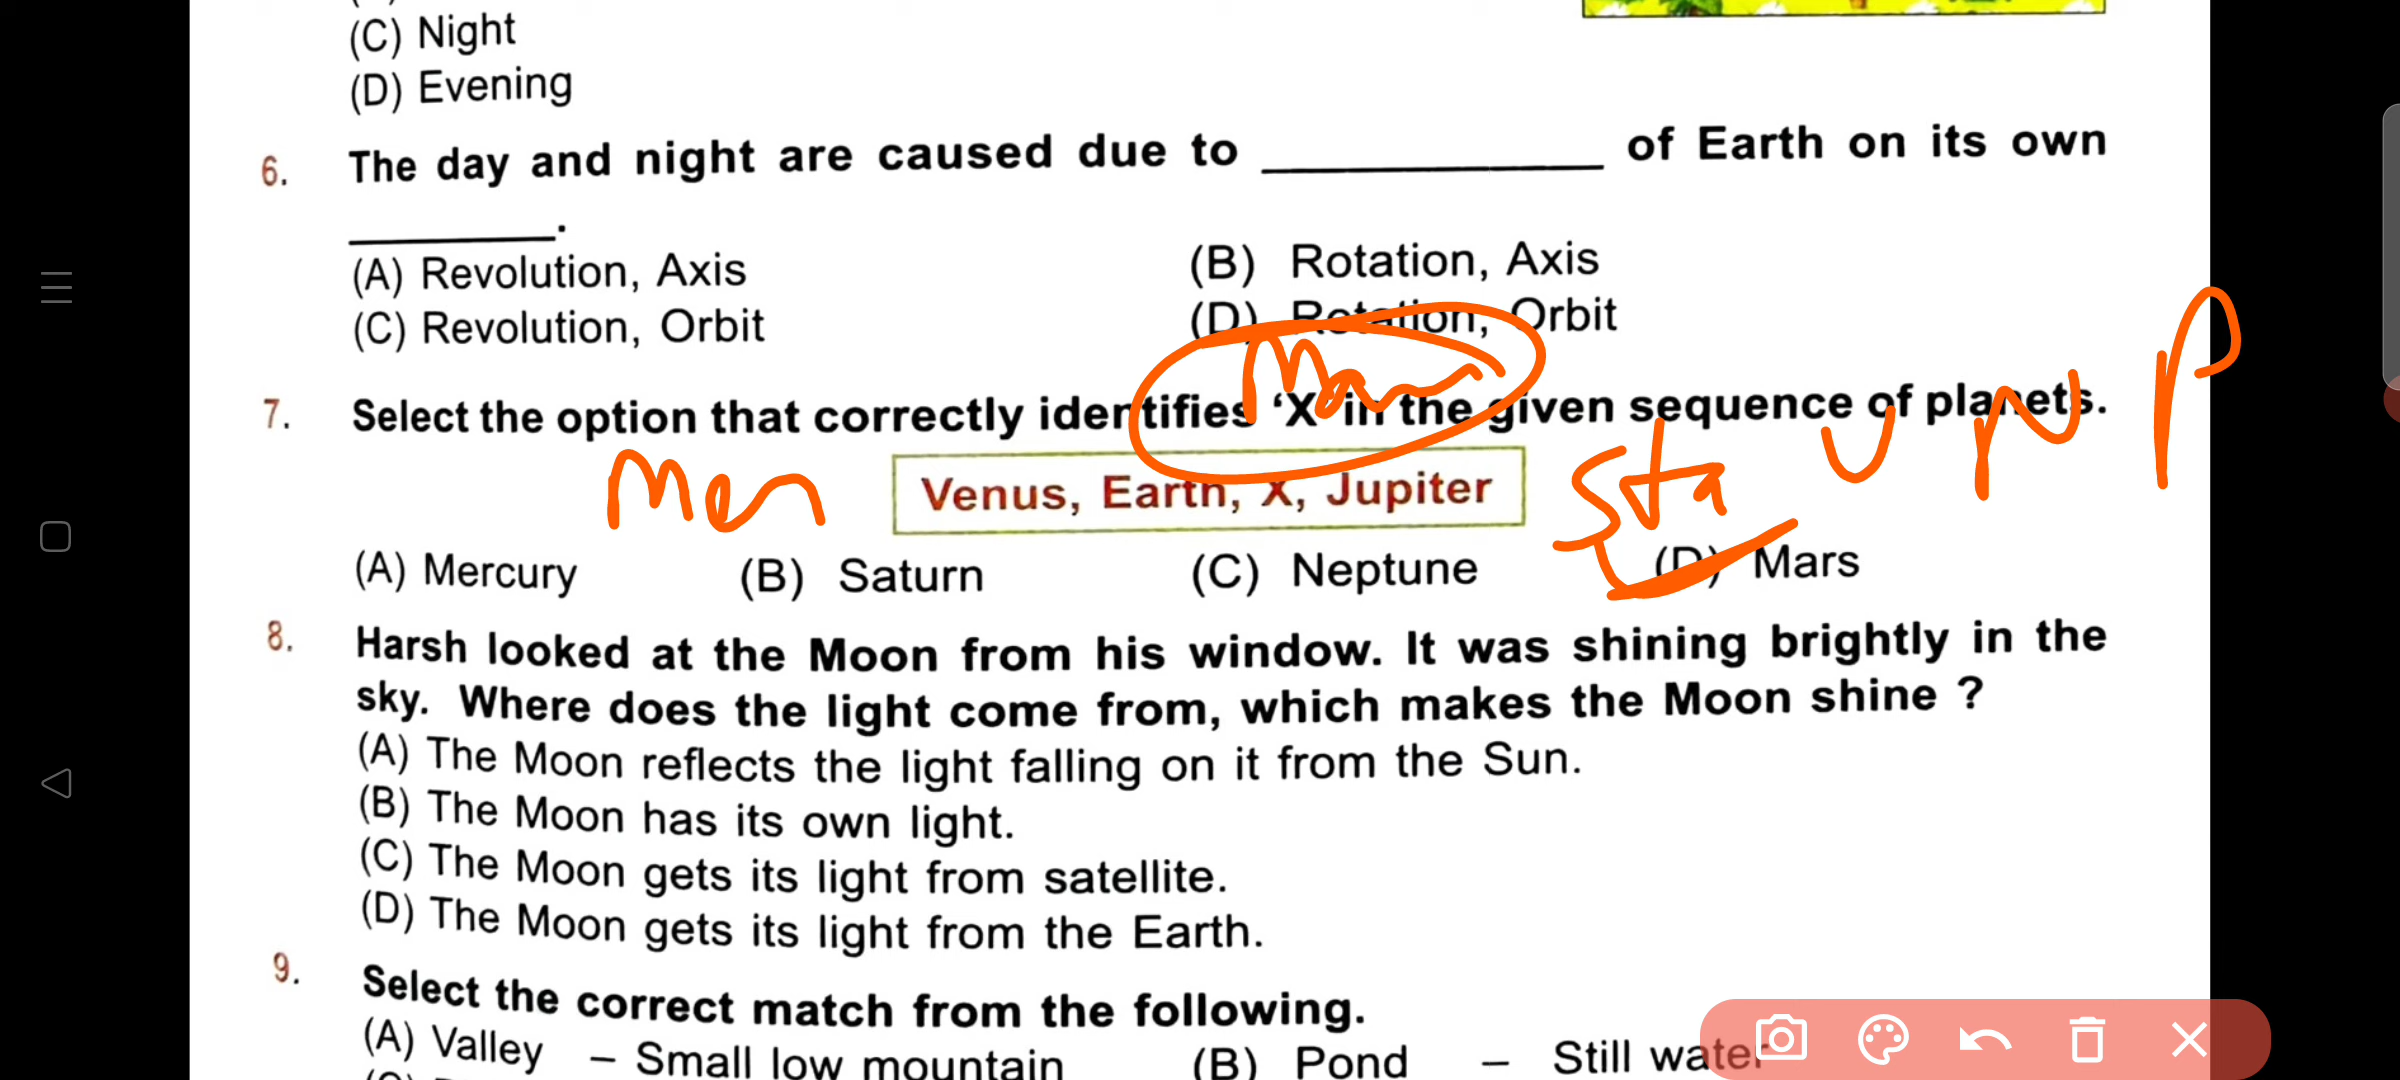 (C) Night
(D) Evening
6. The day and night are caused due to ____________ of Earth on its own
________.
(A) Revolution, Axis (B) Rotation, Axis
(C) Revolution, Orbit (D) Rotation, Orbit
7. Select the option that correctly identifies ‘X’ in the given sequence of planets.
Mer Venus, Earth, X, Jupiter Sta U N P
(A) Mercury (B) Saturn (C) Neptune (D) Mars
8. Harsh looked at the Moon from his window. It was shining brightly in the
sky. Where does the light come from, which makes the Moon shine ?
(A) The Moon reflects the light falling on it from the Sun.
(B) The Moon has its own light.
(C) The Moon gets its light from satellite.
(D) The Moon gets its light from the Earth.
9. Select the correct match from the following.
(A) Valley – Small low mountain (B) Pond – Still water